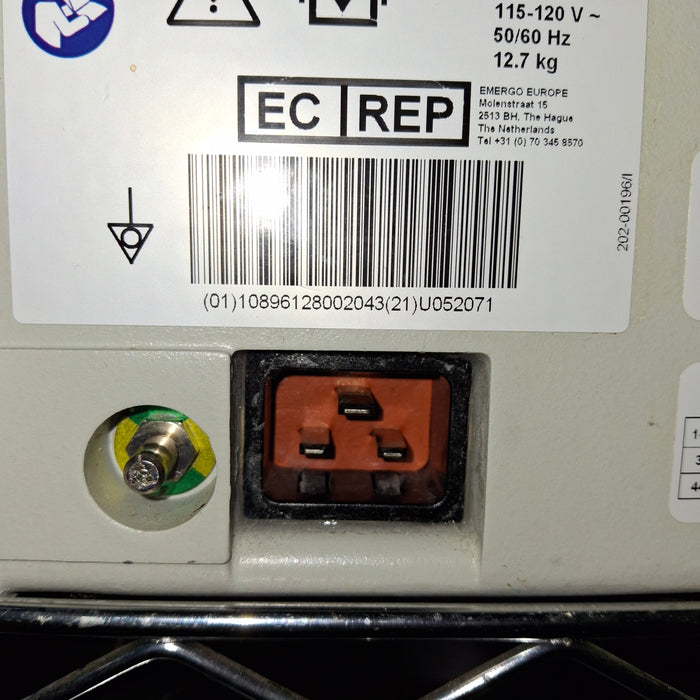 115-120 V ~
50/60 Hz
12.7 kg
EC REP
EMERGO EUROPE
Molenstraat 15
2513 BH, The Hague
The Netherlands
Tel +31 (0) 70 345 8570
202-00196/I
(01)10896128002043(21)U052071